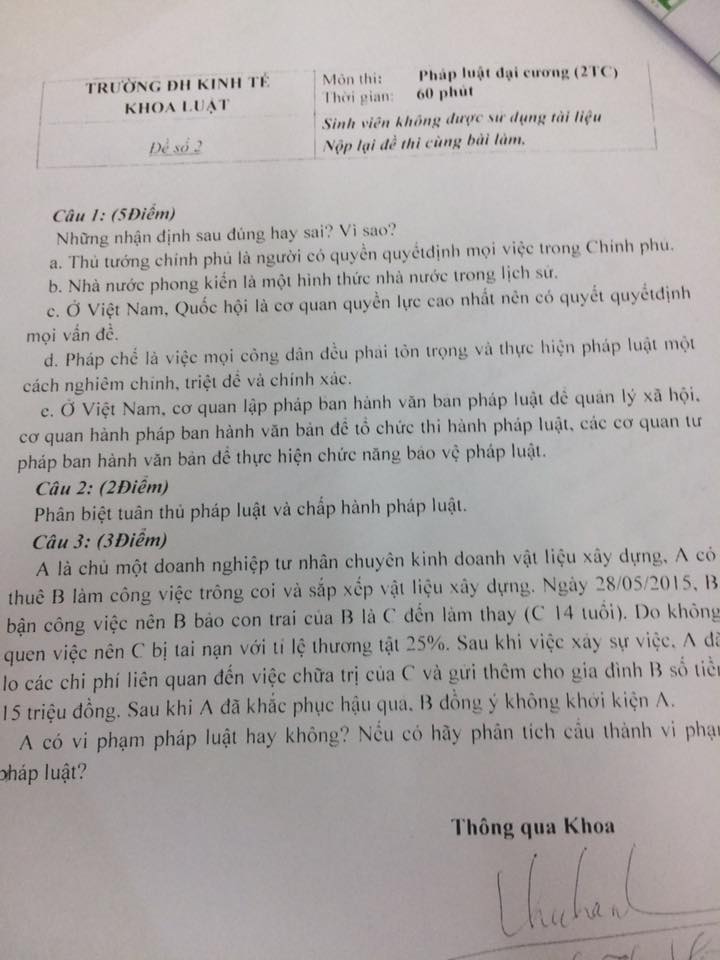 TRƯỜNG ĐH KINH TẾ
KHOA LUẬT
Đề số 2
Môn thi: Pháp luật đại cương (2TC)
Thời gian: 60 phút
Sinh viên không được sử dụng tài liệu
Nộp lại đề thi cùng bài làm.
Câu 1: (5Điểm)
Những nhận định sau đúng hay sai? Vì sao?
a. Thủ tướng chính phủ là người có quyền quyếtdịnh mọi việc trong Chính phủ.
b. Nhà nước phong kiến là một hình thức nhà nước trong lịch sử.
c. Ở Việt Nam, Quốc hội là cơ quan quyền lực cao nhất nên có quyết quyếtđịnh
mọi vấn đề.
d. Pháp chế là việc mọi công dân đều phải tôn trọng và thực hiện pháp luật một
cách nghiêm chỉnh, triệt để và chính xác.
e. Ở Việt Nam, cơ quan lập pháp ban hành văn bản pháp luật để quản lý xã hội,
cơ quan hành pháp ban hành văn bản để tổ chức thi hành pháp luật, các cơ quan tư
pháp ban hành văn bản để thực hiện chức năng bảo vệ pháp luật.
Câu 2: (2Điểm)
Phân biệt tuân thủ pháp luật và chấp hành pháp luật.
Câu 3: (3Điểm)
A là chủ một doanh nghiệp tư nhân chuyên kinh doanh vật liệu xây dựng, A có
thuê B làm công việc trông coi và sắp xếp vật liệu xây dựng. Ngày 28/05/2015, B
bận công việc nên B bảo con trai của B là C đến làm thay (C 14 tuổi). Do không
quen việc nên C bị tai nạn với tỉ lệ thương tật 25%. Sau khi việc xảy sự việc, A đã
lo các chi phí liên quan đến việc chữa trị của C và gửi thêm cho gia đình B số tiền
15 triệu đồng. Sau khi A đã khắc phục hậu quả, B đồng ý không khởi kiện A.
A có vi phạm pháp luật hay không? Nếu có hãy phân tích cấu thành vi phạ
pháp luật?
Thông qua Khoa